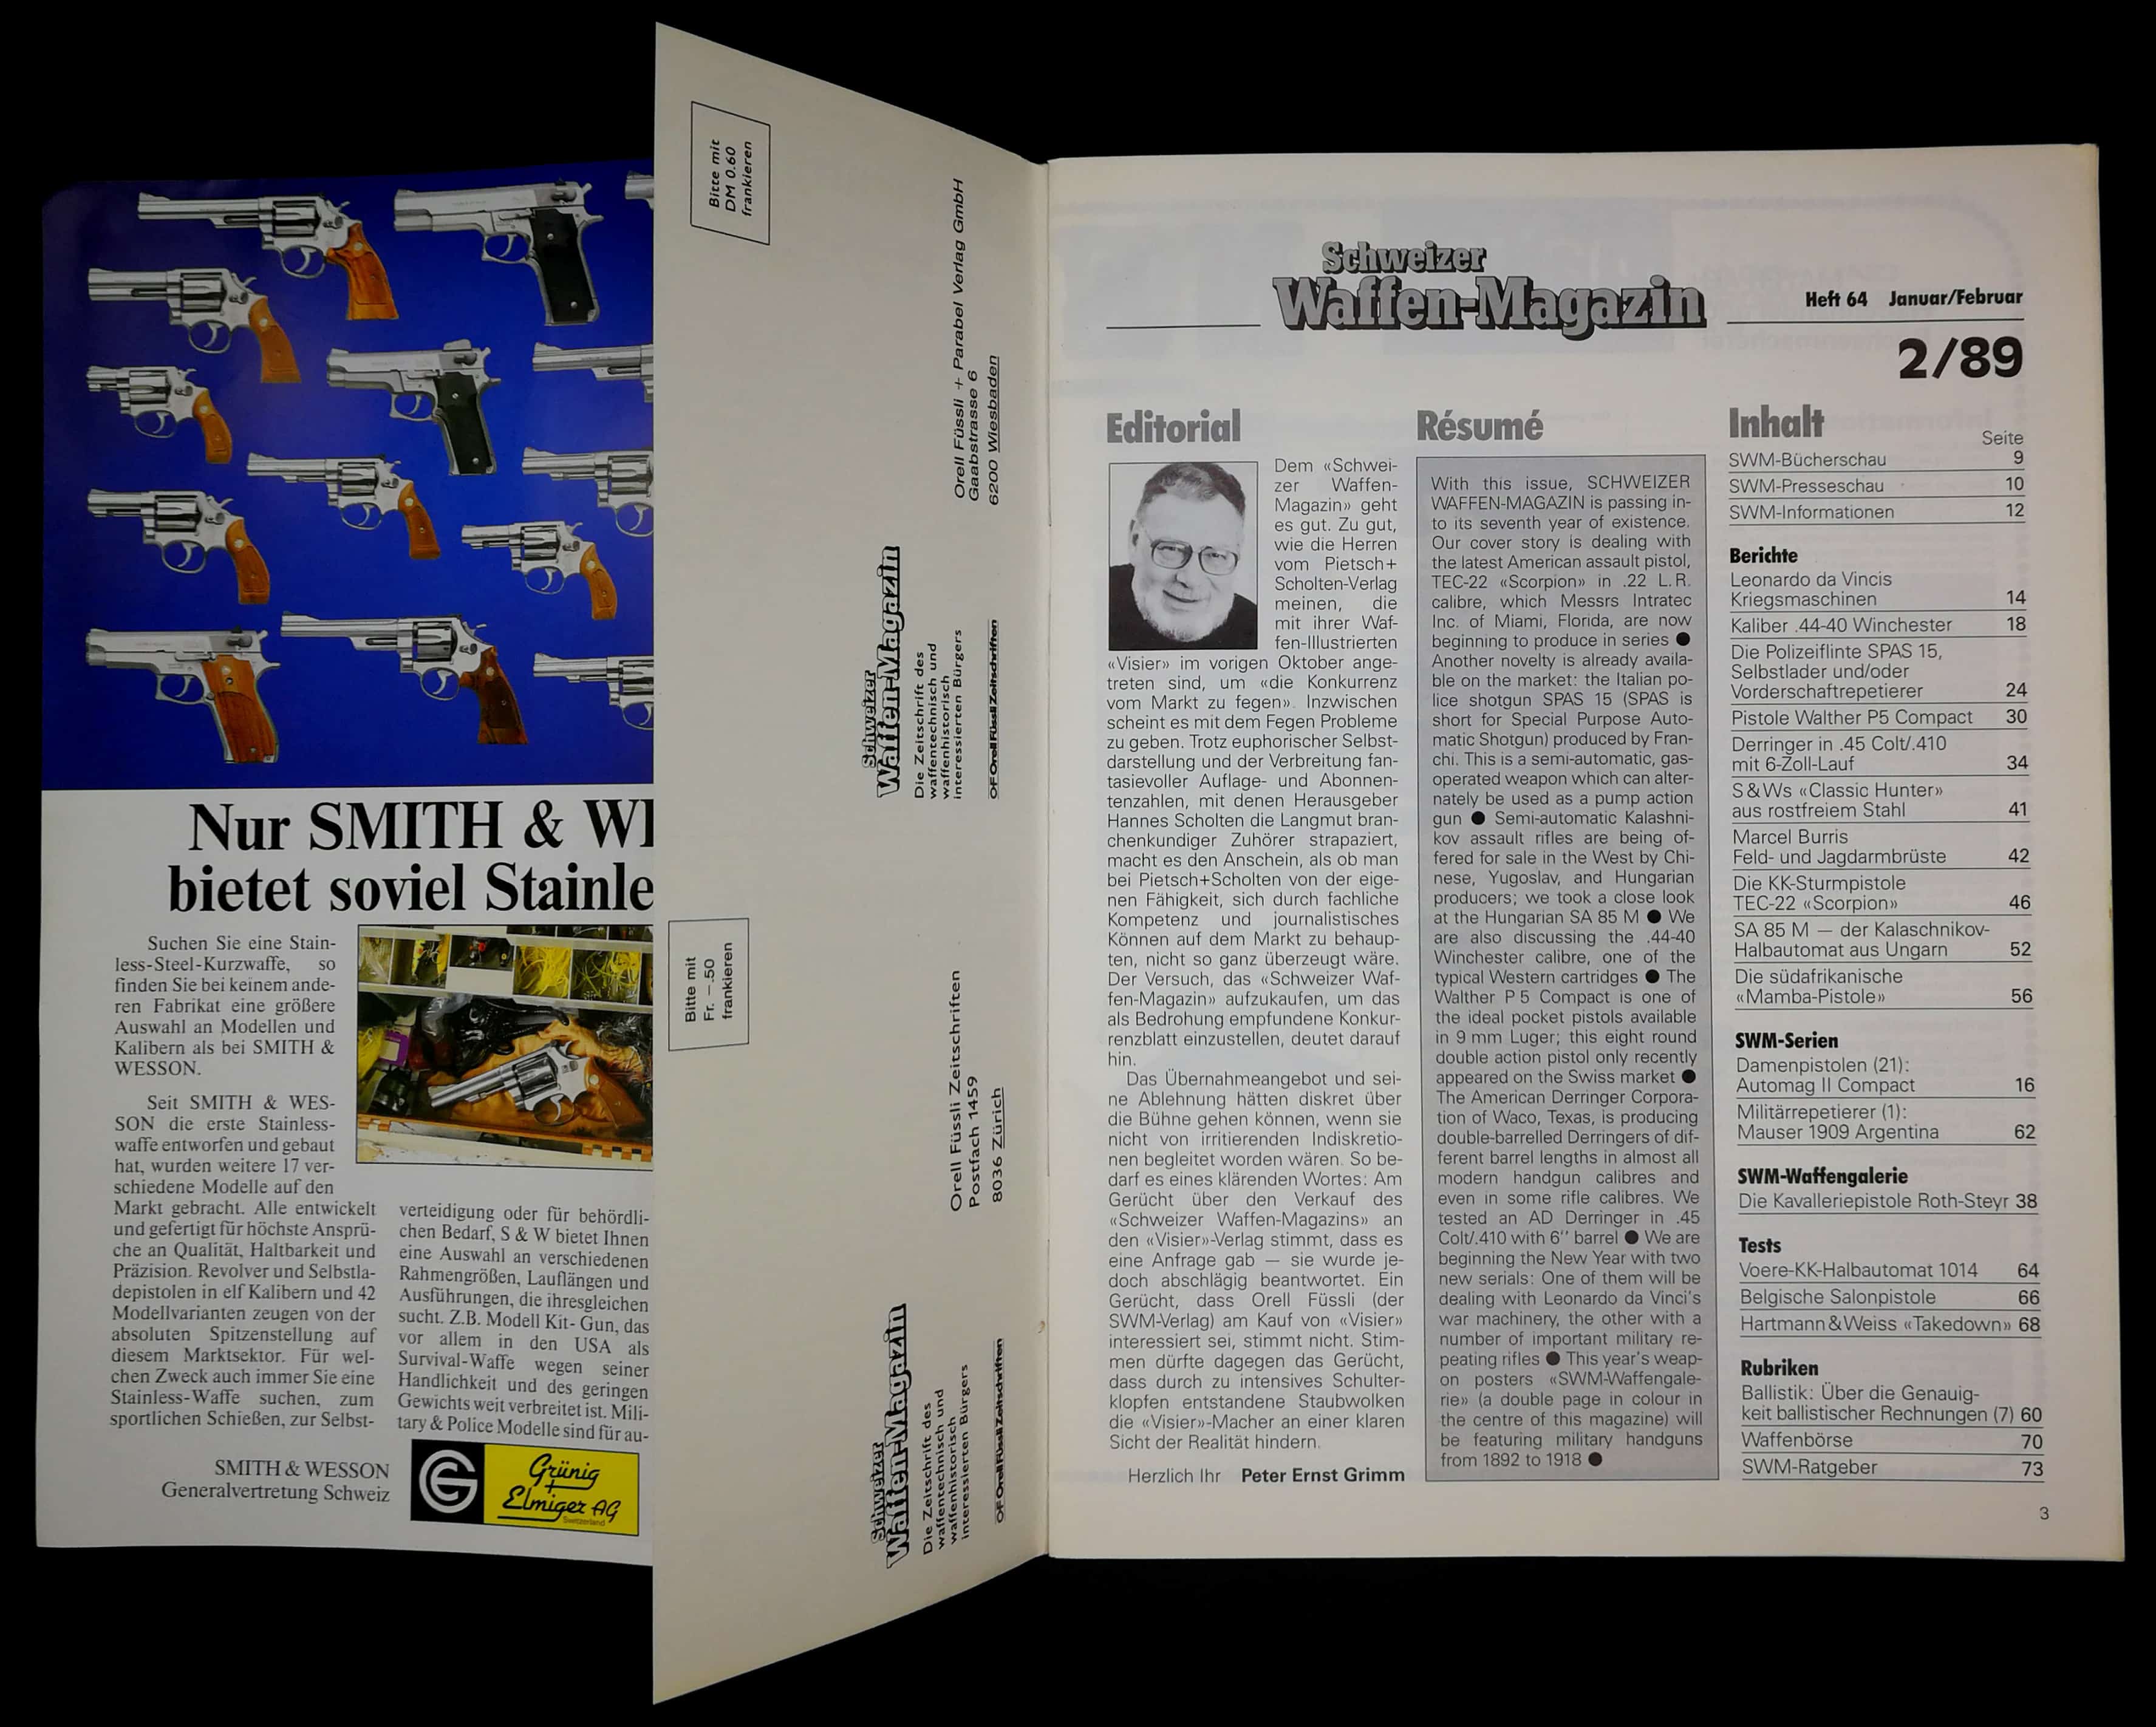 Nur SMITH & WE
bietet soviel Stainle
Suchen Sie eine Stain-
less-Steel-Kurzwaffe, so
finden Sie bei keinem ande-
ren Fabrikat eine größere
Auswahl an Modellen und
Kalibern als bei SMITH &
WESSON.
Seit SMITH & WES-
SON die erste Stainless-
waffe entworfen und gebaut
hat, wurden weitere 17 ver-
schiedene Modelle auf den
Markt gebracht. Alle entwickelt
und gefertigt für höchste Ansprü-
che an Qualität, Haltbarkeit und
Präzision. Revolver und Selbstla-
depistolen in elf Kalibern und 42
Modellvarianten zeugen von der
absoluten Spitzenstellung auf
diesem Marktsektor. Für wel-
chen Zweck auch immer Sie eine
Stainless-Waffe suchen, zum
sportlichen Schießen, zur Selbst-
verteidigung oder für behördli-
chen Bedarf, S & W bietet Ihnen
eine Auswahl an verschiedenen
Rahmengrößen, Lauflängen und
Ausführungen, die ihresgleichen
sucht. Z.B. Modell Kit- Gun, das
vor allem in den USA als
Survival-Waffe wegen seiner
Handlichkeit und des geringen
Gewichts weit verbreitet ist. Mili-
tary & Police Modelle sind für au-
SMITH & WESSON
Generalvertretung Schweiz
Grünig
+
Elmiger AG
Switzerland
Bitte mit
DM 0.60
frankieren
Schweizer
Waffen-Magazin
Die Zeitschrift des
waffentechnisch und
waffenhistorisch
interessierten Bürgers
OF Orell Füssli Zeitschriften
Orell Füssli + Parabel Verlag GmbH
Gaabstrasse 6
6200 Wiesbaden
Bitte mit
Fr. –.50
frankieren
Schweizer
Waffen-Magazin
Die Zeitschrift des
waffentechnisch und
waffenhistorisch
interessierten Bürgers
OF Orell Füssli Zeitschriften
Orell Füssli Zeitschriften
Postfach 1459
8036 Zürich
Schweizer
Waffen-Magazin
Heft 64 Januar/Februar
2/89
Editorial
Dem «Schwei-
zer Waffen-
Magazin» geht
es gut. Zu gut,
wie die Herren
vom Pietsch+
Scholten-Verlag
meinen, die
mit ihrer Waf-
fen-Illustrierten
«Visier» im vorigen Oktober ange-
treten sind, um «die Konkurrenz
vom Markt zu fegen». Inzwischen
scheint es mit dem Fegen Probleme
zu geben. Trotz euphorischer Selbst-
darstellung und der Verbreitung fan-
tasievoller Auflage- und Abonnen-
tenzahlen, mit denen Herausgeber
Hannes Scholten die Langmut bran-
chenkundiger Zuhörer strapaziert,
macht es den Anschein, als ob man
bei Pietsch+Scholten von der eige-
nen Fähigkeit, sich durch fachliche
Kompetenz und journalistisches
Können auf dem Markt zu behaup-
ten, nicht so ganz überzeugt wäre.
Der Versuch, das «Schweizer Waf-
fen-Magazin» aufzukaufen, um das
als Bedrohung empfundene Konkur-
renzblatt einzustellen, deutet darauf
hin.
Das Übernahmeangebot und sei-
ne Ablehnung hätten diskret über
die Bühne gehen können, wenn sie
nicht von irritierenden Indiskretio-
nen begleitet worden wären. So be-
darf es eines klärenden Wortes: Am
Gerücht über den Verkauf des
«Schweizer Waffen-Magazins» an
den «Visier»-Verlag stimmt, dass es
eine Anfrage gab — sie wurde je-
doch abschlägig beantwortet. Ein
Gerücht, dass Orell Füssli (der
SWM-Verlag) am Kauf von «Visier»
interessiert sei, stimmt nicht. Stim-
men dürfte dagegen das Gerücht,
dass durch zu intensives Schulter-
klopfen entstandene Staubwolken
die «Visier»-Macher an einer klaren
Sicht der Realität hindern.
Herzlich Ihr Peter Ernst Grimm
Résumé
With this issue, SCHWEIZER
WAFFEN-MAGAZIN is passing in-
to its seventh year of existence.
Our cover story is dealing with
the latest American assault pistol,
TEC-22 «Scorpion» in .22 L.R.
calibre, which Messrs Intratec
Inc. of Miami, Florida, are now
beginning to produce in series ●
Another novelty is already availa-
ble on the market: the Italian po-
lice shotgun SPAS 15 (SPAS is
short for Special Purpose Auto-
matic Shotgun) produced by Fran-
chi. This is a semi-automatic, gas-
operated weapon which can alter-
nately be used as a pump action
gun ● Semi-automatic Kalashni-
kov assault rifles are being of-
fered for sale in the West by Chi-
nese, Yugoslav, and Hungarian
producers; we took a close look
at the Hungarian SA 85 M ● We
are also discussing the .44-40
Winchester calibre, one of the
typical Western cartridges ● The
Walther P 5 Compact is one of
the ideal pocket pistols available
in 9 mm Luger; this eight round
double action pistol only recently
appeared on the Swiss market ●
The American Derringer Corpora-
tion of Waco, Texas, is producing
double-barrelled Derringers of dif-
ferent barrel lengths in almost all
modern handgun calibres and
even in some rifle calibres. We
tested an AD Derringer in .45
Colt/.410 with 6'' barrel ● We are
beginning the New Year with two
new serials: One of them will be
dealing with Leonardo da Vinci's
war machinery, the other with a
number of important military re-
peating rifles ● This year's weap-
on posters «SWM-Waffengale-
rie» (a double page in colour in
the centre of this magazine) will
be featuring military handguns
from 1892 to 1918 ●
Inhalt
Seite
SWM-Bücherschau 9
SWM-Presseschau 10
SWM-Informationen 12
Berichte
Leonardo da Vincis
Kriegsmaschinen 14
Kaliber .44-40 Winchester 18
Die Polizeiflinte SPAS 15,
Selbstlader und/oder
Vorderschaftrepetierer 24
Pistole Walther P5 Compact 30
Derringer in .45 Colt/.410
mit 6-Zoll-Lauf 34
S&Ws «Classic Hunter»
aus rostfreiem Stahl 41
Marcel Burris
Feld- und Jagdarmbrüste 42
Die KK-Sturmpistole
TEC-22 «Scorpion» 46
SA 85 M — der Kalaschnikov-
Halbautomat aus Ungarn 52
Die südafrikanische
«Mamba-Pistole» 56
SWM-Serien
Damenpistolen (21):
Automag II Compact 16
Militärrepetierer (1):
Mauser 1909 Argentina 62
SWM-Waffengalerie
Die Kavalleriepistole Roth-Steyr 38
Tests
Voere-KK-Halbautomat 1014 64
Belgische Salonpistole 66
Hartmann&Weiss «Takedown» 68
Rubriken
Ballistik: Über die Genauig-
keit ballistischer Rechnungen (7) 60
Waffenbörse 70
SWM-Ratgeber 73
3